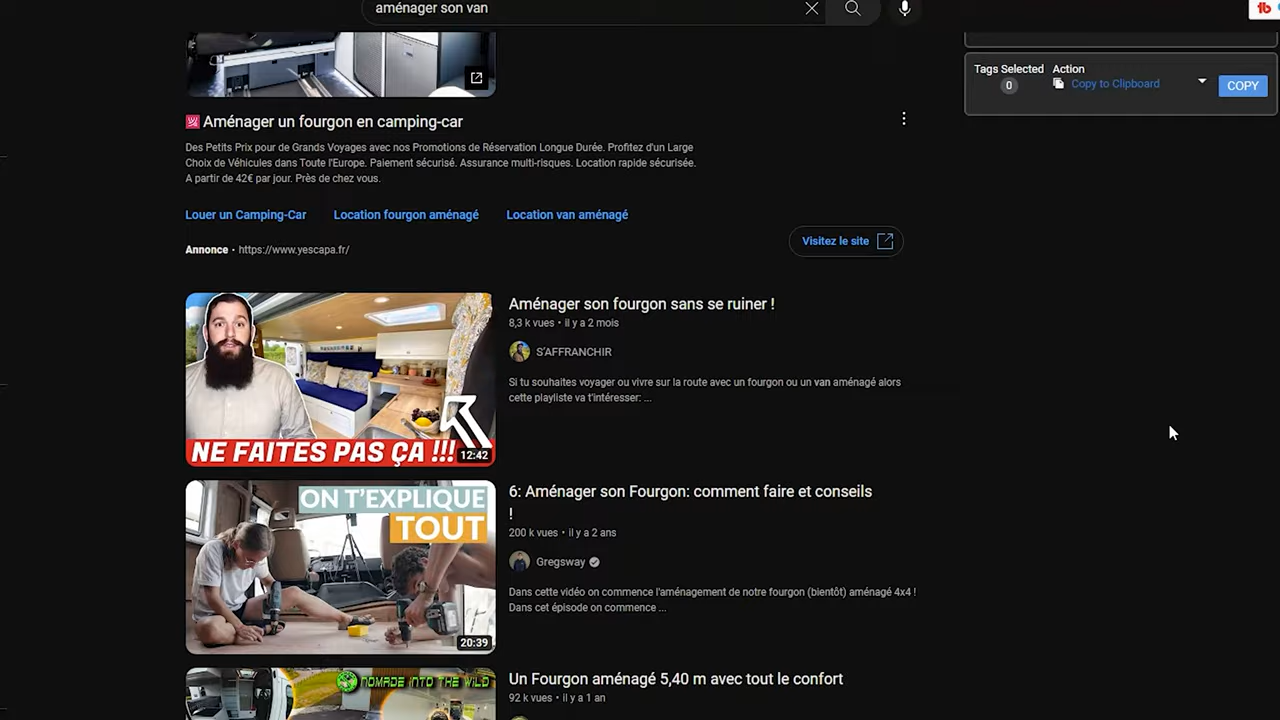 aménager son van
Tags Selected
Action
0
Copy to Clipboard
COPY
Aménager un fourgon en camping-car
Des Petits Prix pour de Grands Voyages avec nos Promotions de Réservation Longue Durée. Profitez d'un Large
Choix de Véhicules dans Toute l'Europe. Paiement sécurisé. Assurance multi-risques. Location rapide sécurisée.
A partir de 42€ par jour. Près de chez vous.
Louer un Camping-Car
Location fourgon aménagé
Location van aménagé
Annonce · https://www.yescapa.fr/
Visitez le site
NE FAITES PAS ÇA !!!
12:42
Aménager son fourgon sans se ruiner !
8,3 k vues · il y a 2 mois
S'AFFRANCHIR
Si tu souhaites voyager ou vivre sur la route avec un fourgon ou un van aménagé alors
cette playliste va t'intéresser: ...
ON T'EXPLIQUE
TOUT
20:39
6: Aménager son Fourgon: comment faire et conseils
!
200 k vues · il y a 2 ans
Gregsway
Dans cette vidéo on commence l'aménagement de notre fourgon (bientôt) aménagé 4x4 !
Dans cet épisode on commence ...
NOMADE INTO THE WILD
Un Fourgon aménagé 5,40 m avec tout le confort
92 k vues · il y a 1 an